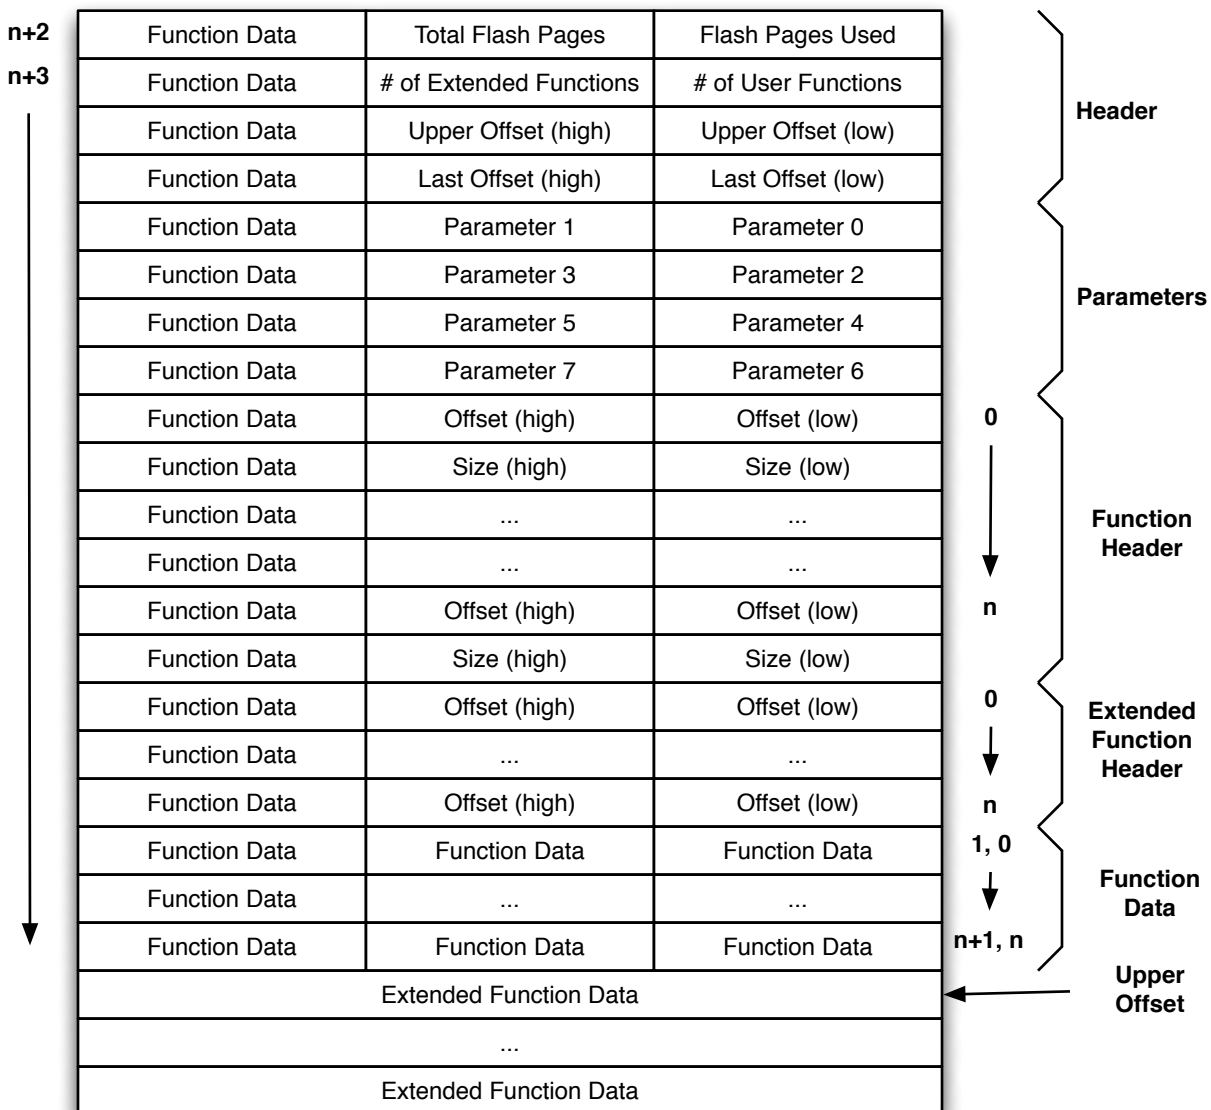 n+2 Function Data Total Flash Pages Flash Pages Used
n+3 Function Data # of Extended Functions # of User Functions
Function Data Upper Offset (high) Upper Offset (low)
Header
Function Data Last Offset (high) Last Offset (low)
Function Data Parameter 1 Parameter 0
Function Data Parameter 3 Parameter 2
Parameters
Function Data Parameter 5 Parameter 4
Function Data Parameter 7 Parameter 6
Function Data Offset (high) Offset (low) 0
Function Data Size (high) Size (low)
Function Data ... ...
Function
Header
Function Data ... ...
Function Data Offset (high) Offset (low) n
Function Data Size (high) Size (low)
Function Data Offset (high) Offset (low) 0
Extended
Function
Header
Function Data ... ...
Function Data Offset (high) Offset (low) n
Function Data Function Data Function Data 1, 0
Function Data ... ...
Function
Data
Function Data Function Data Function Data n+1, n
Extended Function Data
Upper
Offset
...
Extended Function Data